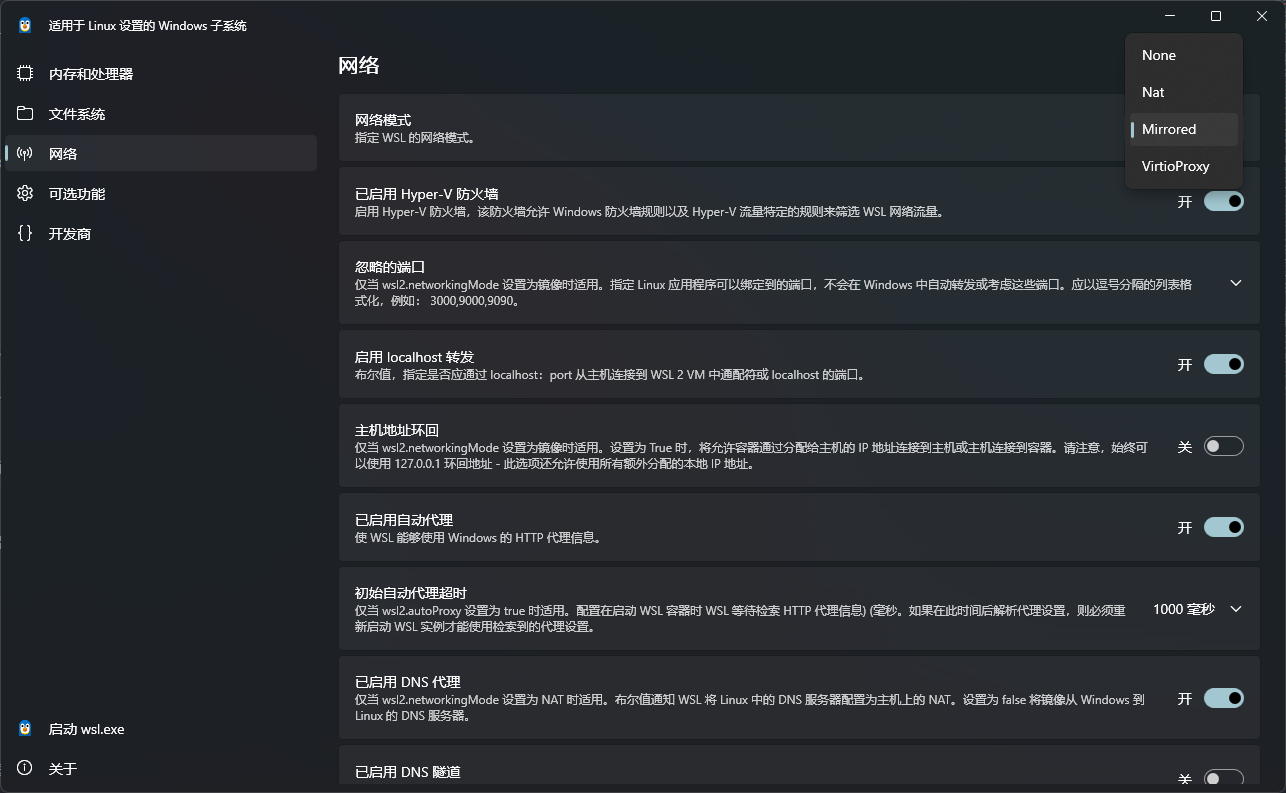 适用于 Linux 设置的 Windows 子系统
内存和处理器
文件系统
网络
可选功能
开发商
启动 wsl.exe
关于
网络
None
Nat
Mirrored
VirtioProxy
网络模式
指定 WSL 的网络模式。
已启用 Hyper-V 防火墙
启用 Hyper-V 防火墙，该防火墙允许 Windows 防火墙规则以及 Hyper-V 流量特定的规则来筛选 WSL 网络流量。
开
忽略的端口
仅当 wsl2.networkingMode 设置为镜像时适用。指定 Linux 应用程序可以绑定到的端口，不会在 Windows 中自动转发或考虑这些端口。应以逗号分隔的列表格
式化，例如： 3000,9000,9090。
启用 localhost 转发
布尔值，指定是否应通过 localhost：port 从主机连接到 WSL 2 VM 中通配符或 localhost 的端口。
开
主机地址环回
仅当 wsl2.networkingMode 设置为镜像时适用。设置为 True 时，将允许容器通过分配给主机的 IP 地址连接到主机或主机连接到容器。请注意，始终可
以使用 127.0.0.1 环回地址 - 此选项还允许使用所有额外分配的本地 IP 地址。
关
已启用自动代理
使 WSL 能够使用 Windows 的 HTTP 代理信息。
开
初始自动代理超时
仅当 wsl2.autoProxy 设置为 true 时适用。配置在启动 WSL 容器时 WSL 等待检索 HTTP 代理信息) (毫秒。如果在此时间后解析代理设置，则必须重
新启动 WSL 实例才能使用检索到的代理设置。
1000 毫秒
已启用 DNS 代理
仅当 wsl2.networkingMode 设置为 NAT 时适用。布尔值通知 WSL 将 Linux 中的 DNS 服务器配置为主机上的 NAT。设置为 false 将镜像从 Windows 到
Linux 的 DNS 服务器。
开
已启用 DNS 隧道
关